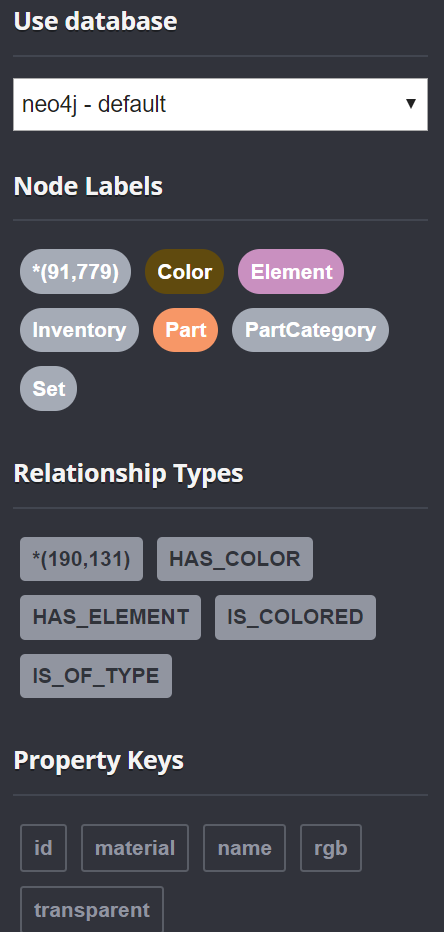 Use database
neo4j - default
Node Labels
*(91,779) Color Element
Inventory Part PartCategory
Set
Relationship Types
*(190,131) HAS_COLOR
HAS_ELEMENT IS_COLORED
IS_OF_TYPE
Property Keys
id material name rgb
transparent